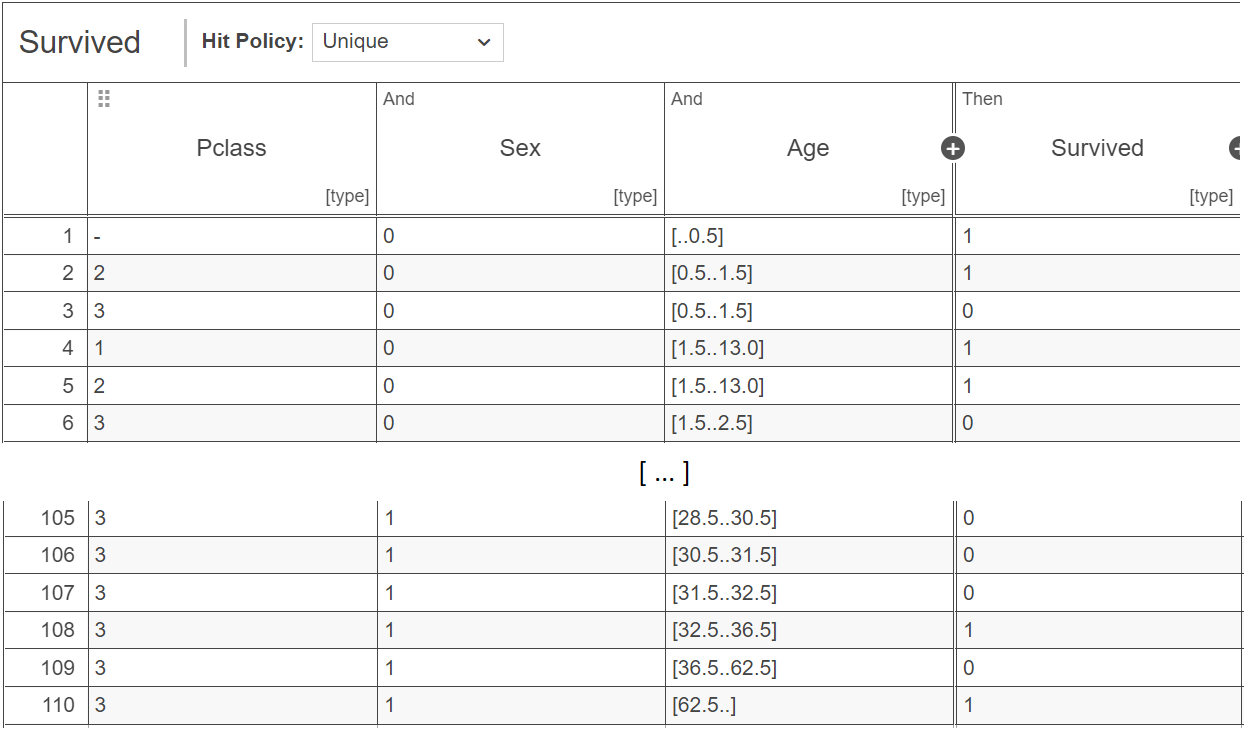 Survived Hit Policy: Unique
And And Then
Pclass Sex Age + Survived +
[type] [type] [type] [type]
1 - 0 [..0.5] 1
2 2 0 [0.5..1.5] 1
3 3 0 [0.5..1.5] 0
4 1 0 [1.5..13.0] 1
5 2 0 [1.5..13.0] 1
6 3 0 [1.5..2.5] 0
[ ... ]
105 3 1 [28.5..30.5] 0
106 3 1 [30.5..31.5] 0
107 3 1 [31.5..32.5] 0
108 3 1 [32.5..36.5] 1
109 3 1 [36.5..62.5] 0
110 3 1 [62.5..] 1